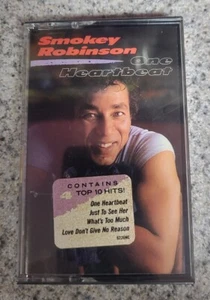 Smokey
Robinson
One
Heartbeat
CONTAINS
4 TOP 10 HITS!
One Heartbeat
Just To See Her
What's Too Much
Love Don't Give No Reason